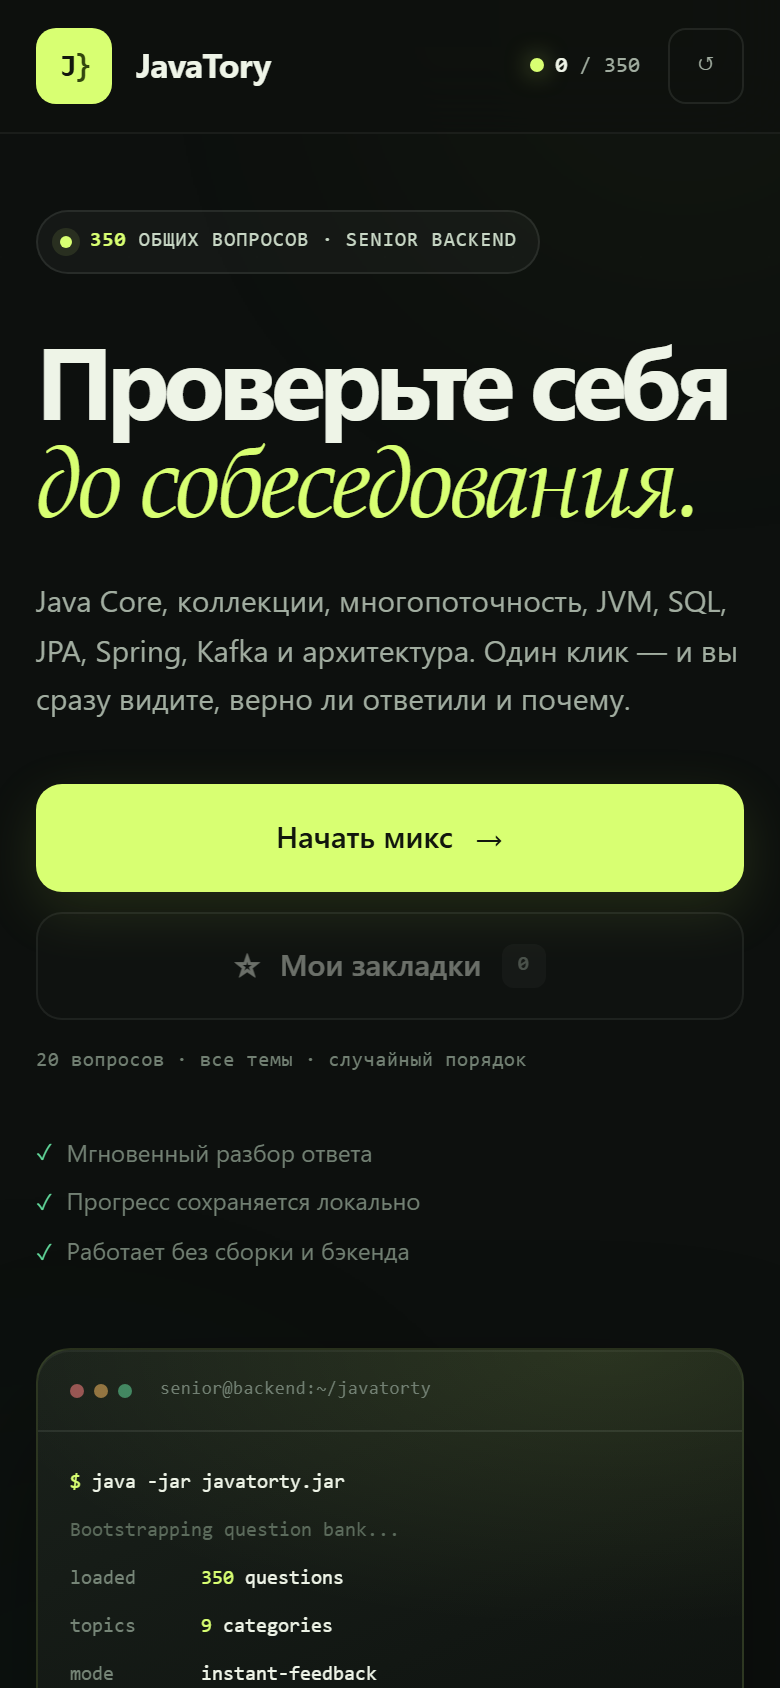 J}
JavaTory
0 / 350
↺
350 ОБЩИХ ВОПРОСОВ · SENIOR BACKEND
Проверьте себя
до собеседования.
Java Core, коллекции, многопоточность, JVM, SQL,
JPA, Spring, Kafka и архитектура. Один клик — и вы
сразу видите, верно ли ответили и почему.
Начать микс →
☆ Мои закладки 0
20 вопросов · все темы · случайный порядок
✓ Мгновенный разбор ответа
✓ Прогресс сохраняется локально
✓ Работает без сборки и бэкенда
senior@backend:~/javatorty
$ java -jar javatorty.jar
Bootstrapping question bank...
loaded 350 questions
topics 9 categories
mode instant-feedback